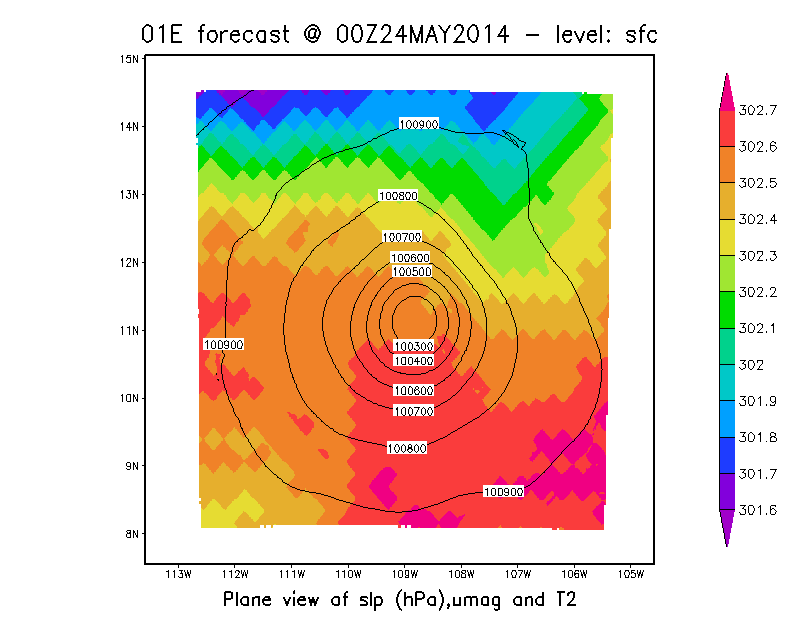 01E forecast @ 00Z24MAY2014 - level: sfc
15N
14N
13N
12N
11N
10N
9N
8N
100900
100800
100700
100600
100500
100900
100300
100400
100600
100700
100800
100900
302.7
302.6
302.5
302.4
302.3
302.2
302.1
302
301.9
301.8
301.7
301.6
113W 112W 111W 110W 109W 108W 107W 106W 105W
Plane view of slp (hPa),umag and T2